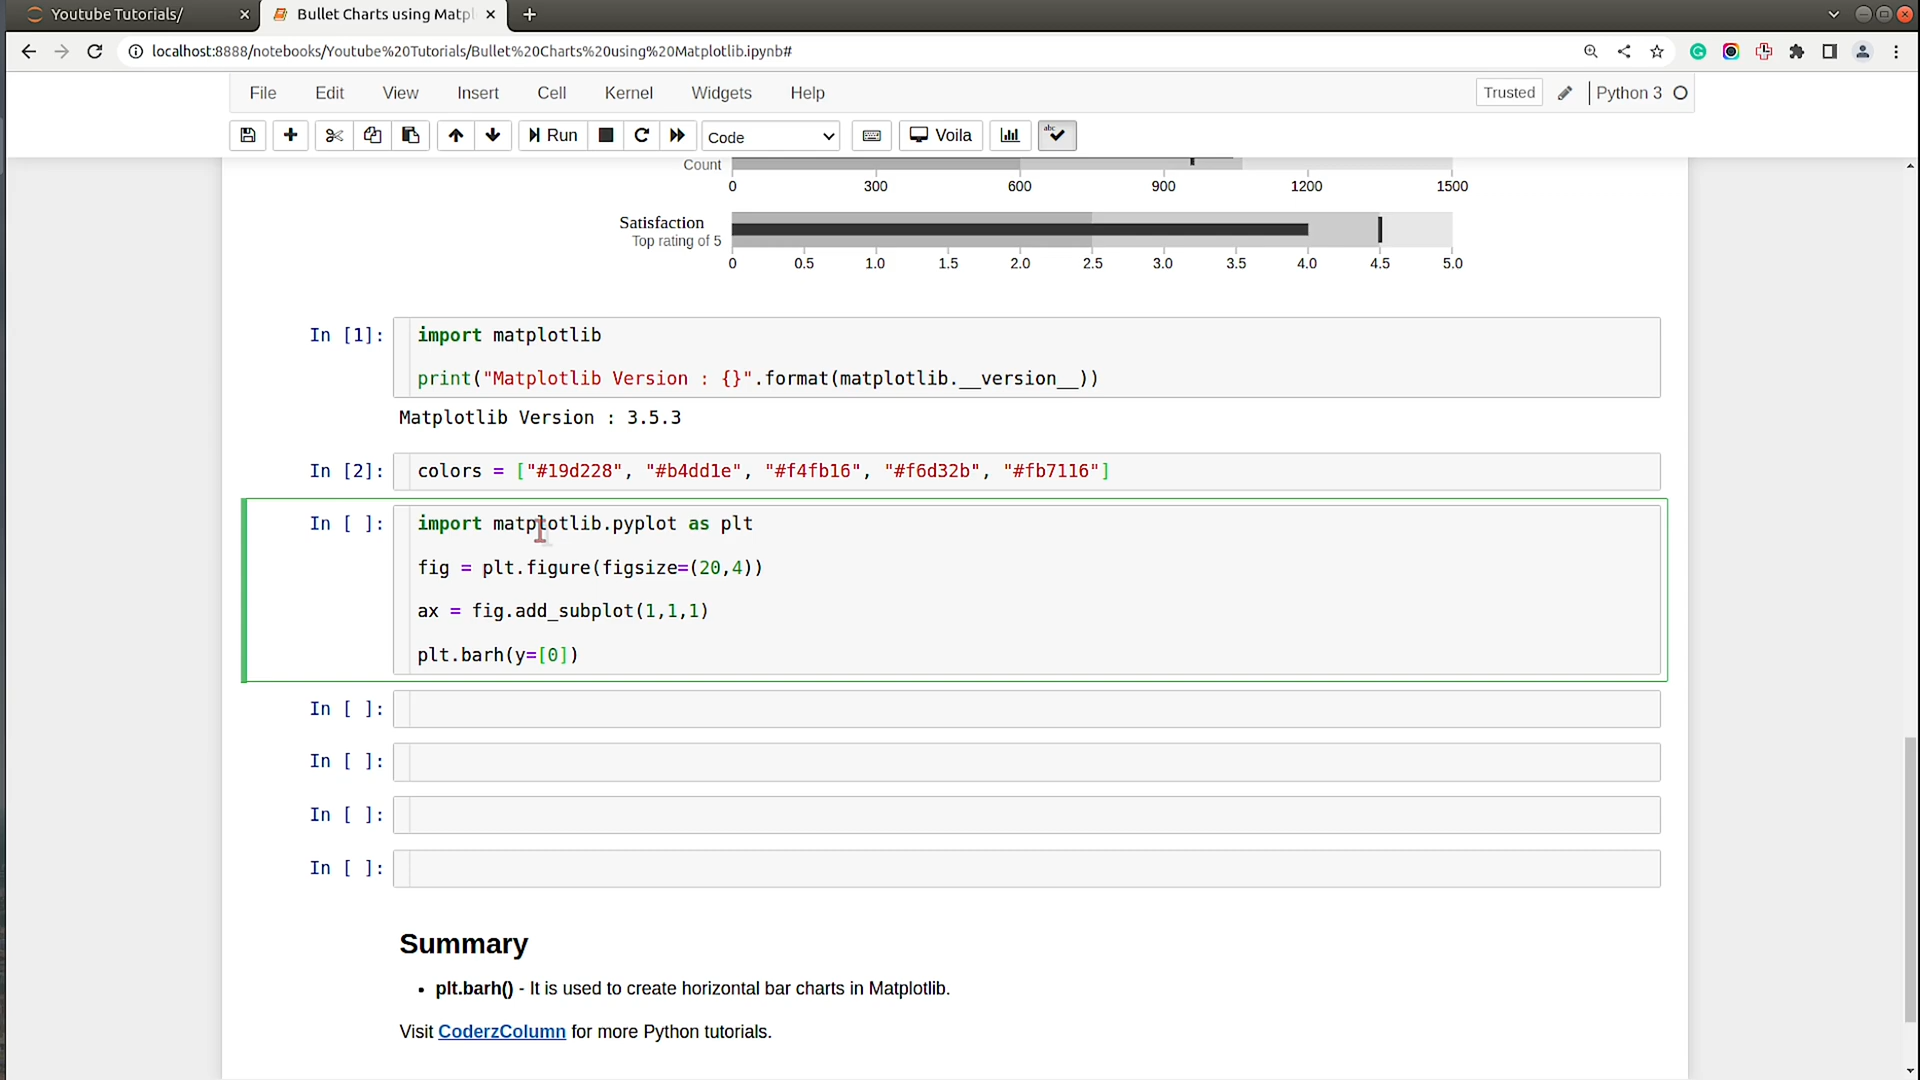 Youtube Tutorials/
Bullet Charts using Matpl
localhost:8888/notebooks/Youtube%20Tutorials/Bullet%20Charts%20using%20Matplotlib.ipynb#
File Edit View Insert Cell Kernel Widgets Help Trusted Python 3
Run Code Voila abc
Count
0 300 600 900 1200 1500
Satisfaction
Top rating of 5
0 0.5 1.0 1.5 2.0 2.5 3.0 3.5 4.0 4.5 5.0
In [1]: import matplotlib
print("Matplotlib Version : {}".format(matplotlib.__version__))
Matplotlib Version : 3.5.3
In [2]: colors = ["#19d228", "#b4dd1e", "#f4fb16", "#f6d32b", "#fb7116"]
In [ ]: import matplotlib.pyplot as plt
fig = plt.figure(figsize=(20,4))
ax = fig.add_subplot(1,1,1)
plt.barh(y=[0])
In [ ]:
In [ ]:
In [ ]:
In [ ]:
Summary
• plt.barh() - It is used to create horizontal bar charts in Matplotlib.
Visit CoderzColumn for more Python tutorials.